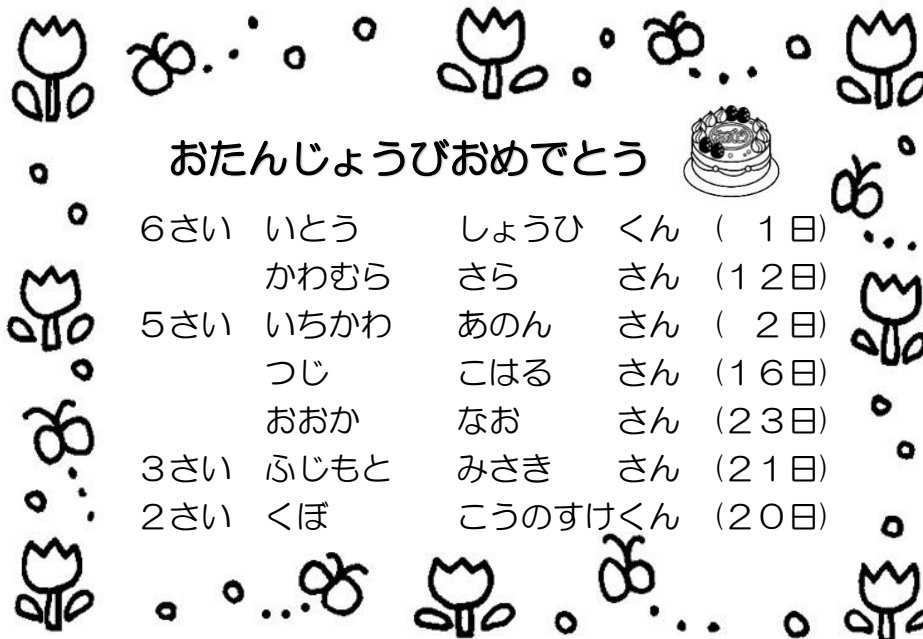 おたんじょうびおめでとう
6さい いとう しょうひ くん ( 1日)
かわむら さら さん (12日)
5さい いちかわ あのん さん ( 2日)
つじ こはる さん (16日)
おおか なお さん (23日)
3さい ふじもと みさき さん (21日)
2さい くぼ こうのすけくん (20日)